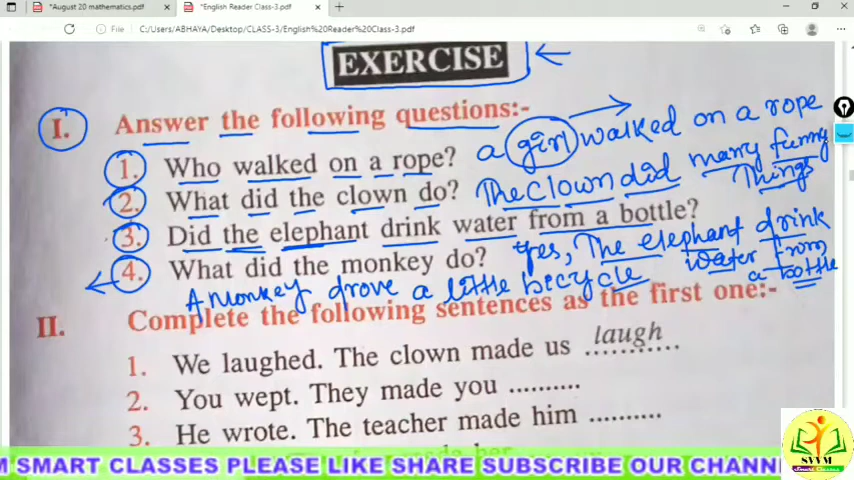 *August 20 mathematics.pdf × *English Reader Class-3.pdf × +
File C:/Users/ABHAYA/Desktop/CLASS-3/English%20Reader%20Class-3.pdf
EXERCISE
I. Answer the following questions:-
1. Who walked on a rope? a girl walked on a rope
2. What did the clown do? The Clown did many funny Things
3. Did the elephant drink water from a bottle?
Yes, The elephant drink water from a bottle
4. What did the monkey do?
A monkey drove a little bicycle
II. Complete the following sentences as the first one:-
1. We laughed. The clown made us laugh
2. You wept. They made you ..........
3. He wrote. The teacher made him ..........
M SMART CLASSES PLEASE LIKE SHARE SUBSCRIBE OUR CHANN
SVVM
Smart Classes